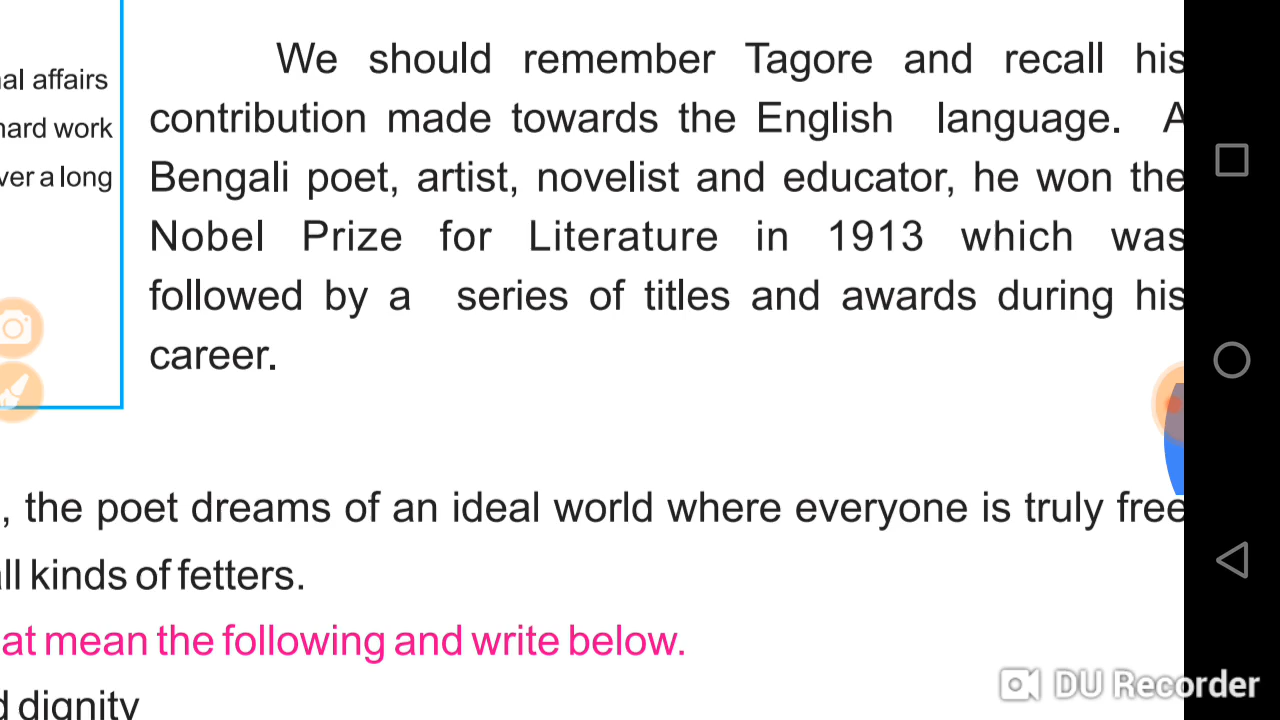 We should remember Tagore and recall his
al affairs
contribution made towards the English language. A
hard work
ver a long
Bengali poet, artist, novelist and educator, he won the
Nobel Prize for Literature in 1913 which was
followed by a series of titles and awards during his
career.
, the poet dreams of an ideal world where everyone is truly free
all kinds of fetters.
at mean the following and write below.
d dignity
DU Recorder